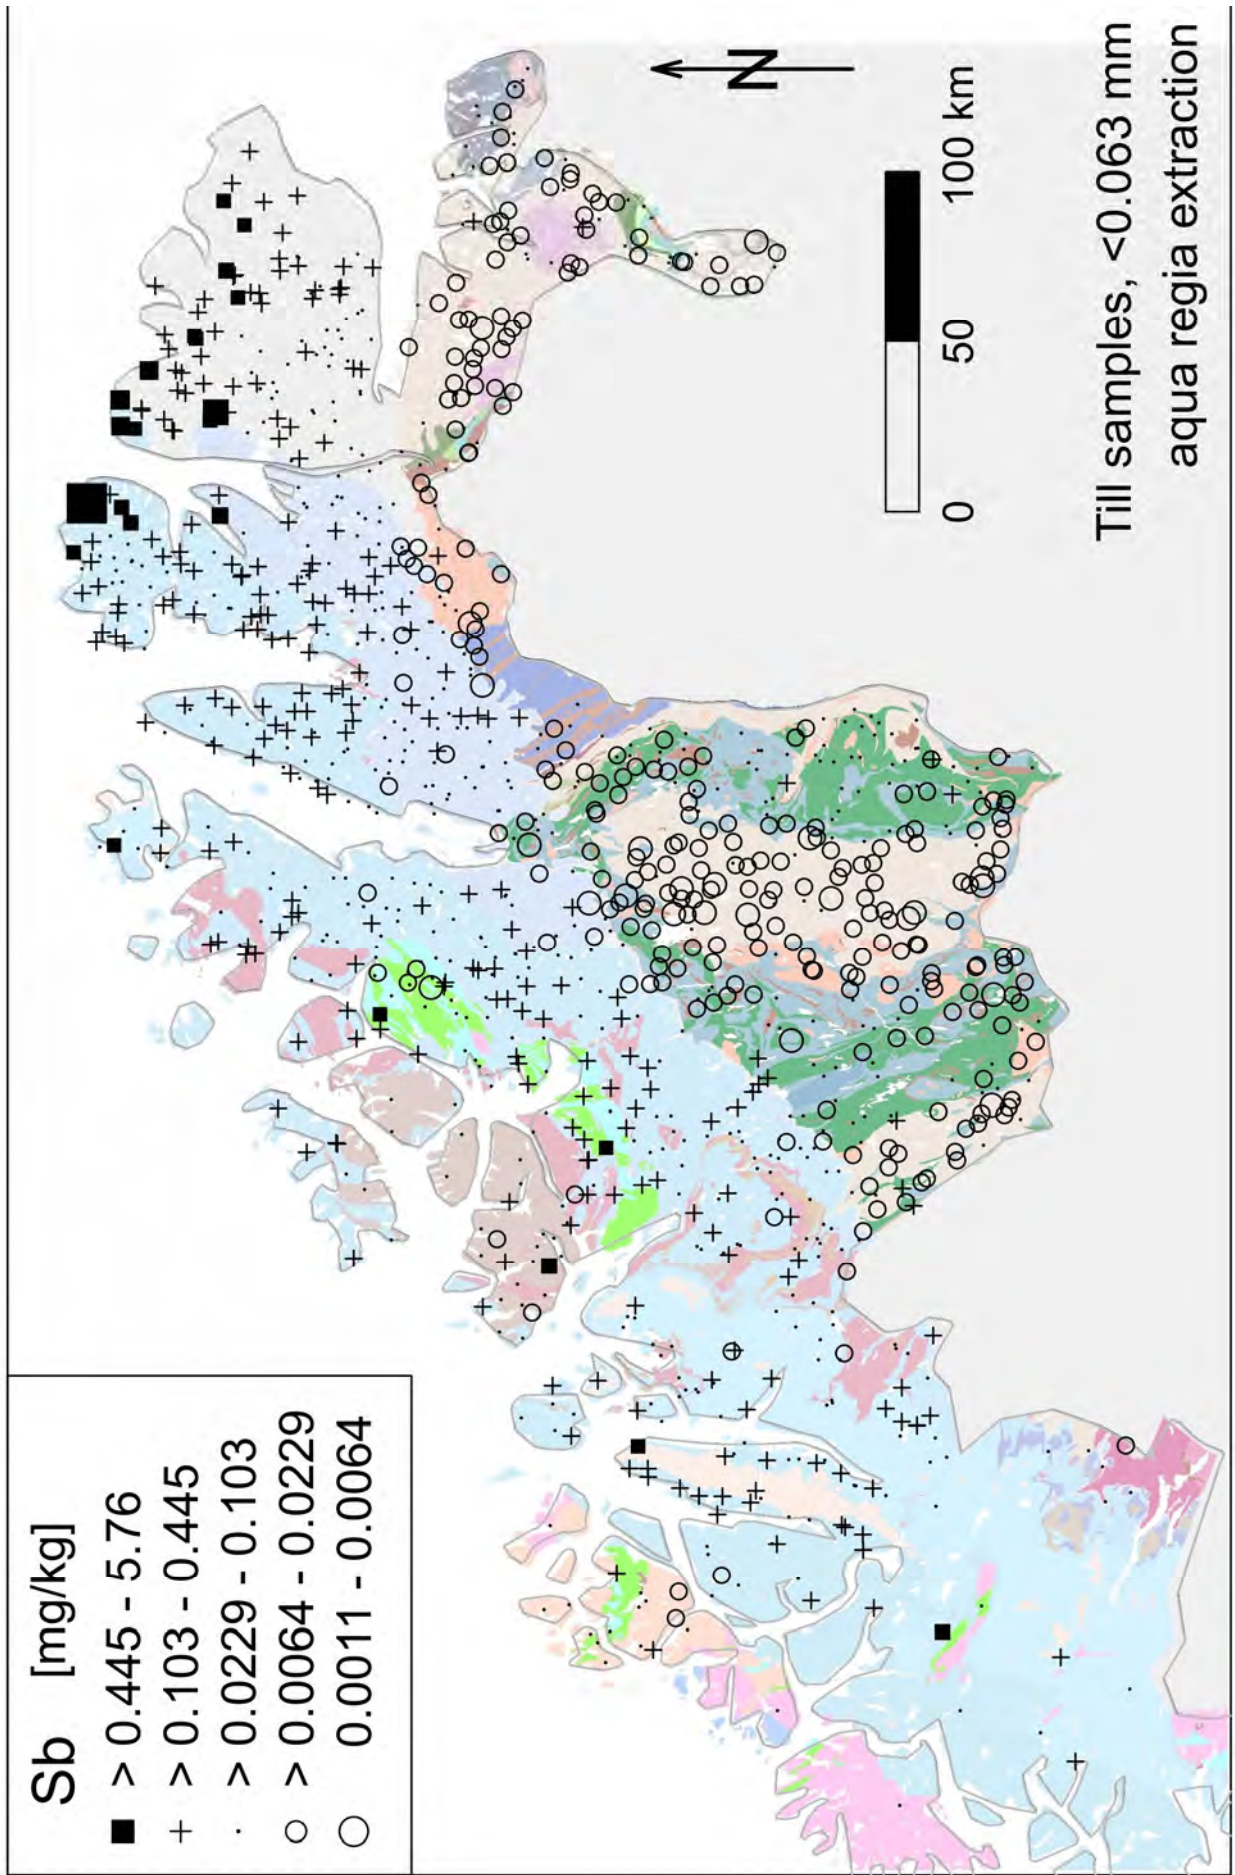 Sb [mg/kg]
> 0.445 - 5.76
> 0.103 - 0.445
> 0.0229 - 0.103
> 0.0064 - 0.0229
0.0011 - 0.0064
N
0 50 100 km
Till samples, <0.063 mm
aqua regia extraction